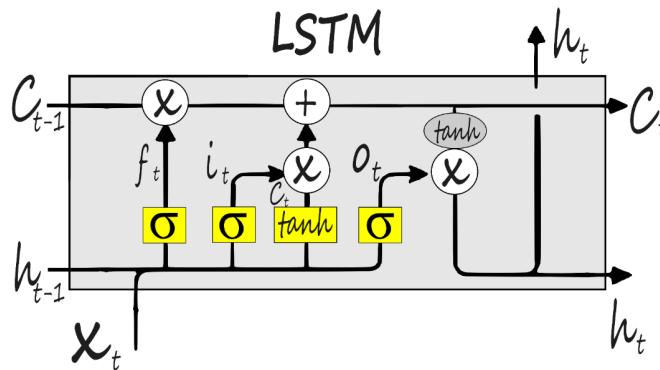 LSTM
h_t
C_t-1
x
+
C
tanh
f_t
i_t
x
o_t
x
C_t
σ
σ
tanh
σ
h_t-1
h_t
x_t